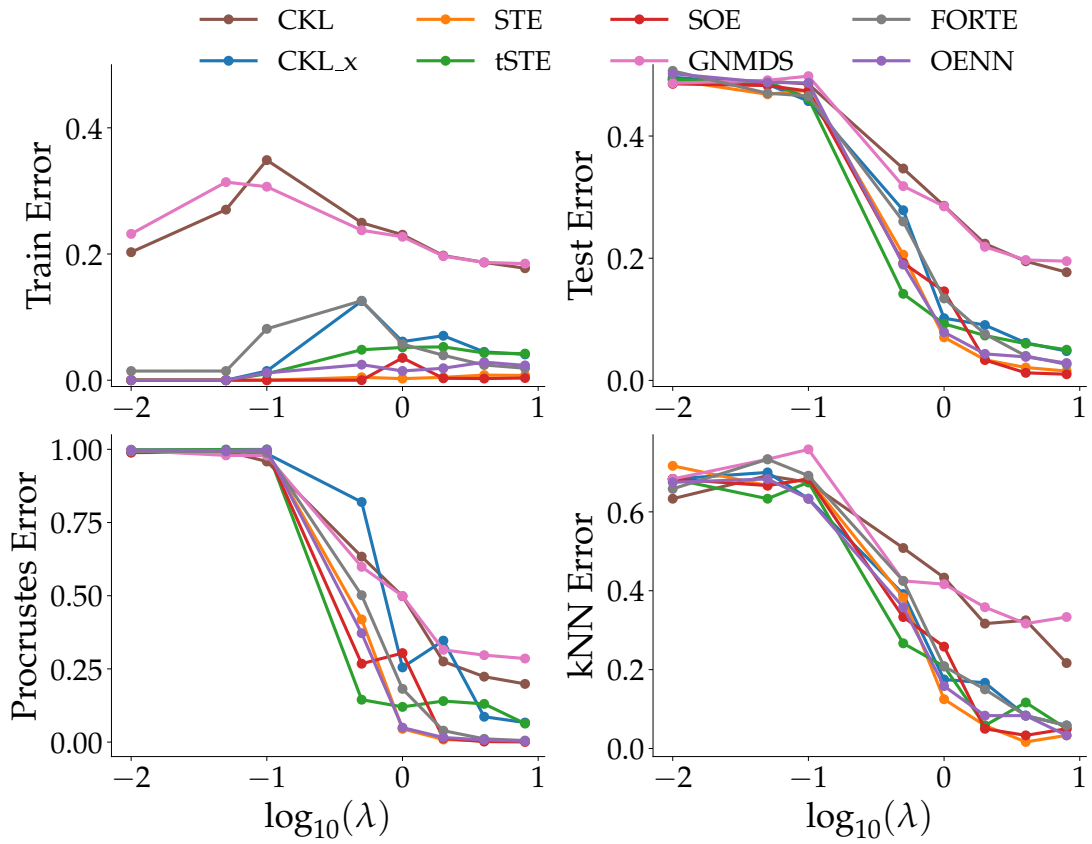 CKL STE SOE FORTE
CKL_x tSTE GNMDS OENN
Train Error
0.4
0.2
0.0
−2 −1 0 1
Test Error
0.4
0.2
0.0
−2 −1 0 1
Procrustes Error
1.00
0.75
0.50
0.25
0.00
−2 −1 0 1
log₁₀(λ)
kNN Error
0.6
0.4
0.2
0.0
−2 −1 0 1
log₁₀(λ)